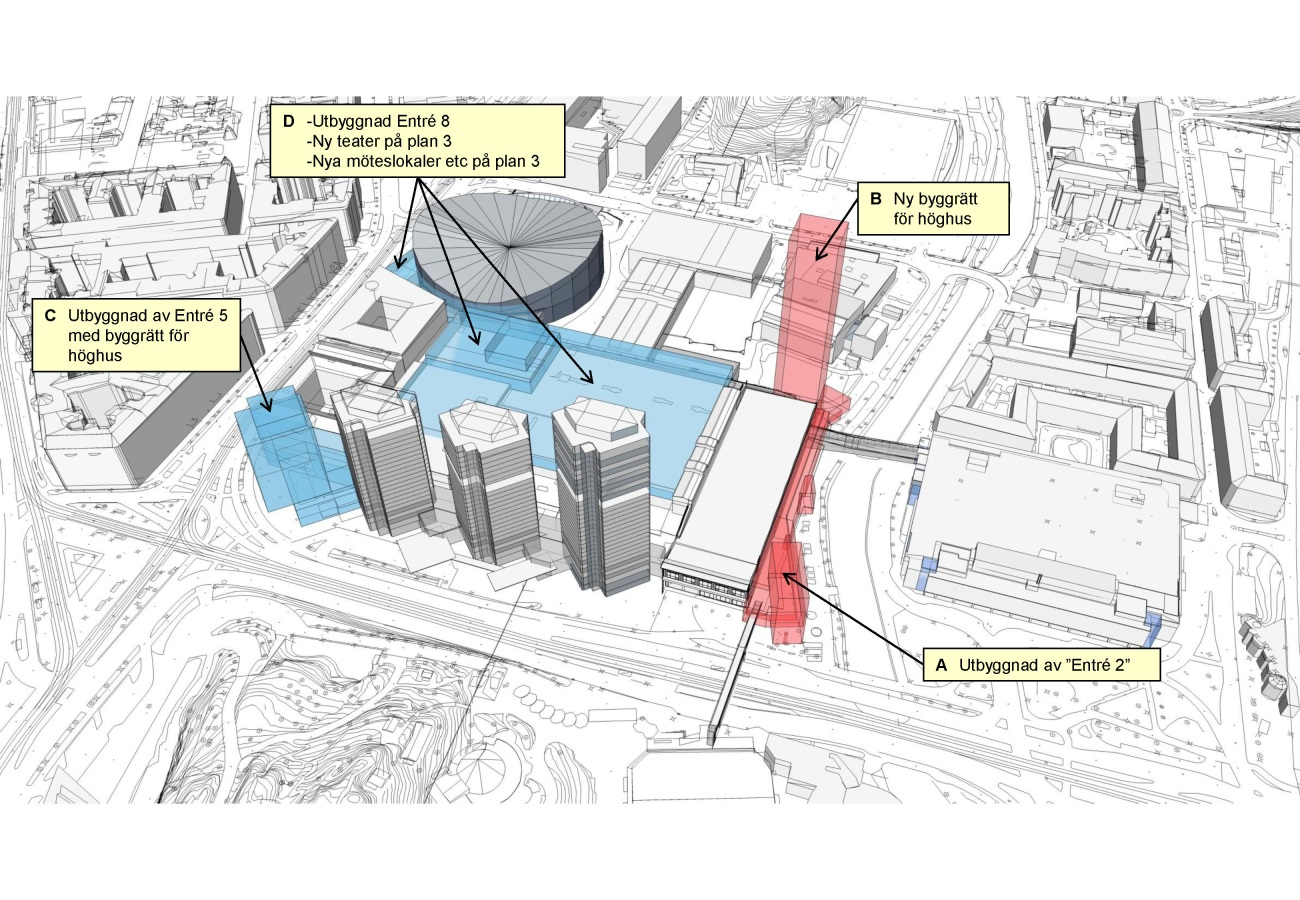 D -Utbyggnad Entré 8
-Ny teater på plan 3
-Nya möteslokaler etc på plan 3
B Ny byggrätt
för höghus
C Utbyggnad av Entré 5
med byggrätt för
höghus
A Utbyggnad av ”Entré 2”